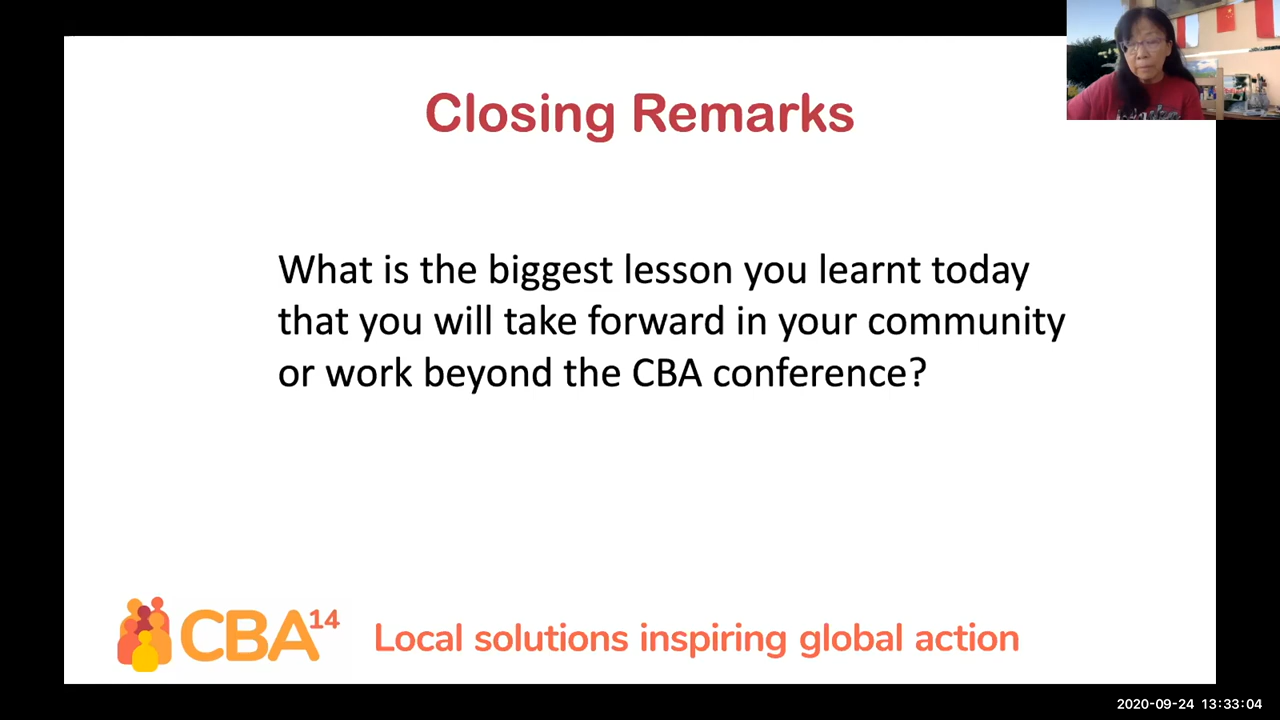 Closing Remarks
What is the biggest lesson you learnt today
that you will take forward in your community
or work beyond the CBA conference?
CBA14
Local solutions inspiring global action
2020-09-24 13:33:04